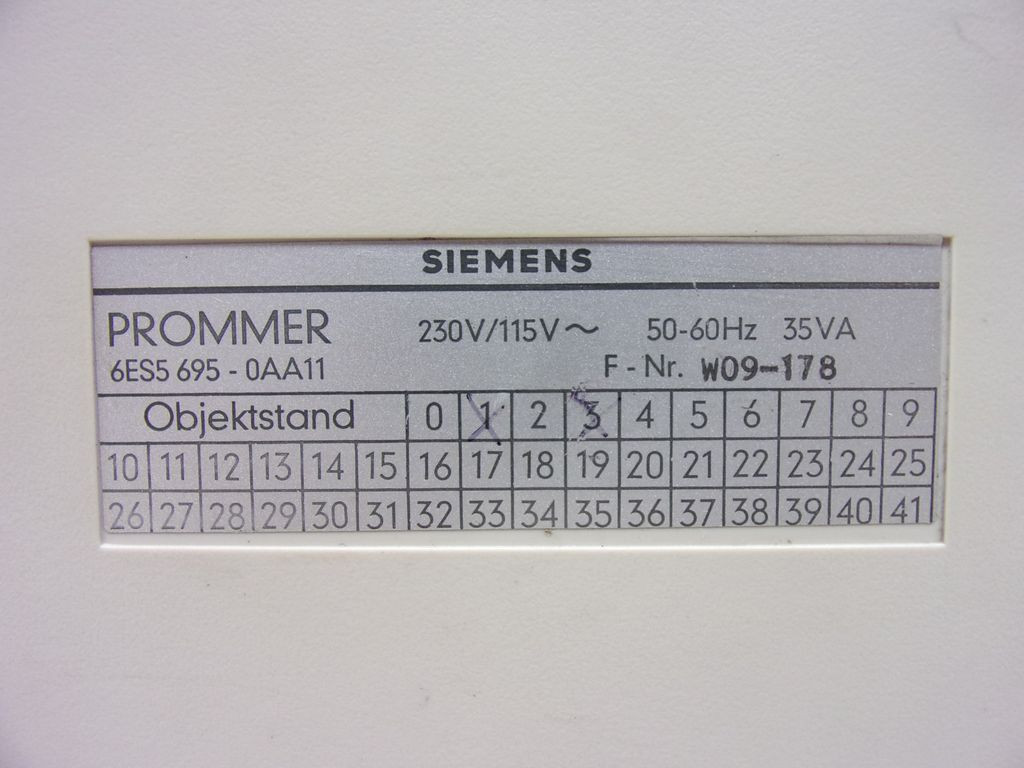 SIEMENS
PROMMER 230V/115V～ 50-60Hz 35VA
6ES5 695 - 0AA11 F - Nr. W09-178
Objektstand 0 1 2 3 4 5 6 7 8 9
10 11 12 13 14 15 16 17 18 19 20 21 22 23 24 25
26 27 28 29 30 31 32 33 34 35 36 37 38 39 40 41